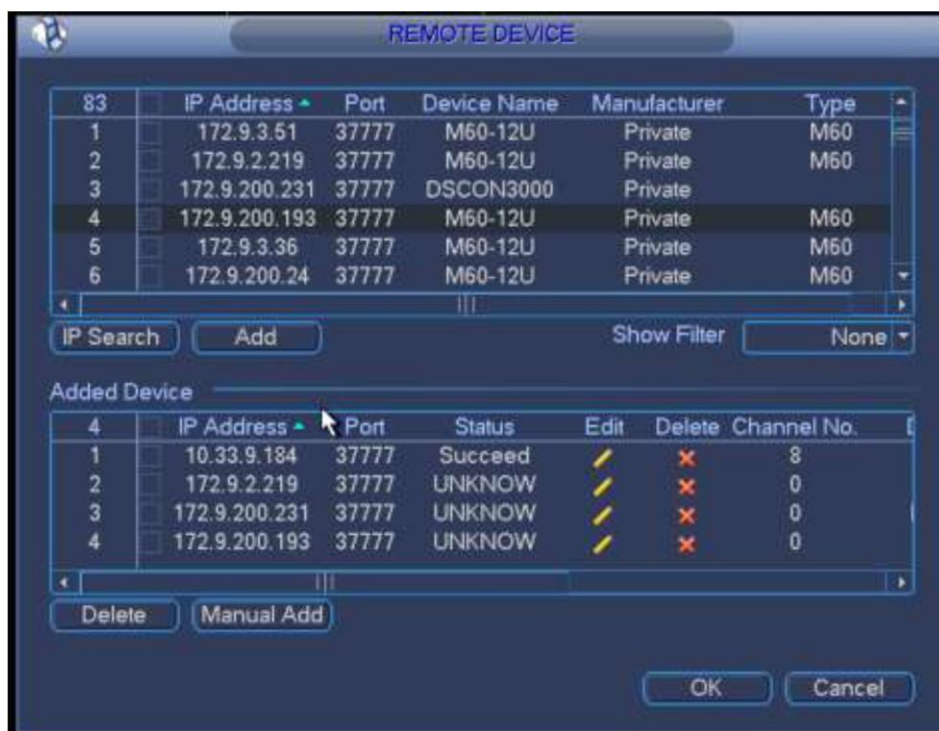 REMOTE DEVICE
83 IP Address Port Device Name Manufacturer Type
1 172.9.3.51 37777 M60-12U Private M60
2 172.9.2.219 37777 M60-12U Private M60
3 172.9.200.231 37777 DSCON3000 Private
4 172.9.200.193 37777 M60-12U Private M60
5 172.9.3.36 37777 M60-12U Private M60
6 172.9.200.24 37777 M60-12U Private M60
IP Search Add Show Filter None
Added Device
4 IP Address Port Status Edit Delete Channel No.
1 10.33.9.184 37777 Succeed 8
2 172.9.2.219 37777 UNKNOW 0
3 172.9.200.231 37777 UNKNOW 0
4 172.9.200.193 37777 UNKNOW 0
Delete Manual Add
OK Cancel